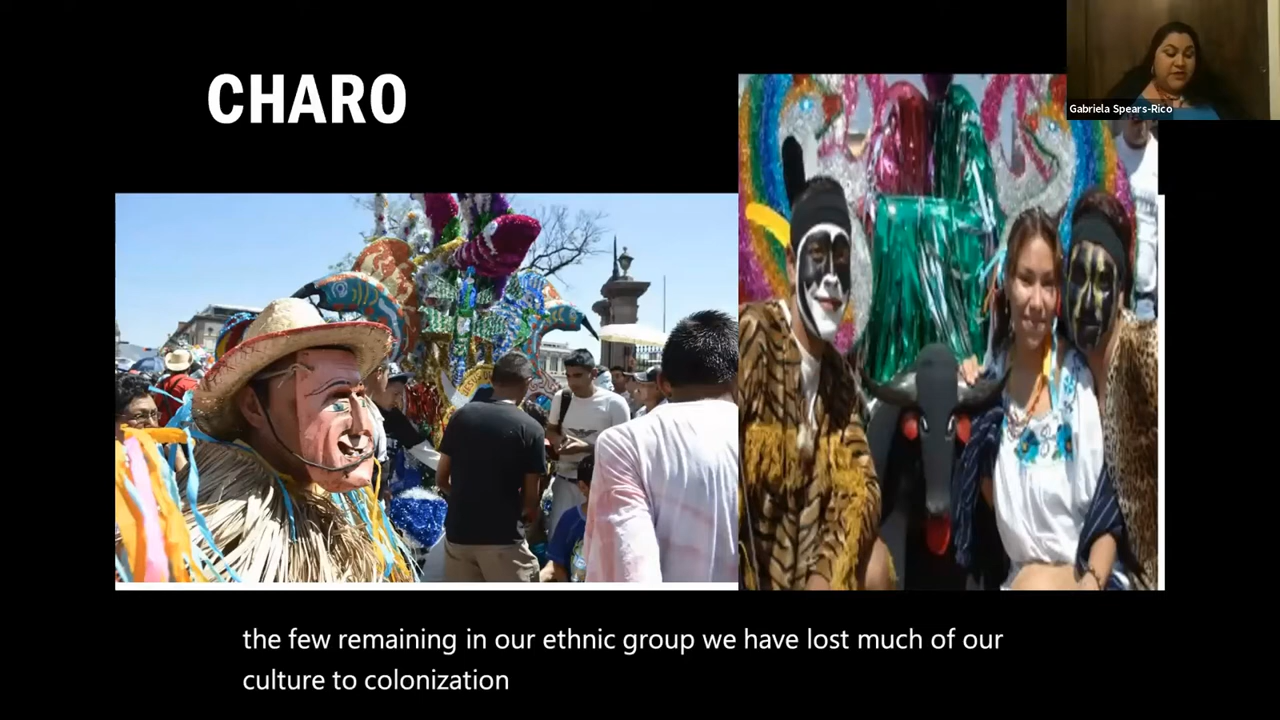 CHARO
Gabriela Spears-Rico
the few remaining in our ethnic group we have lost much of our
culture to colonization